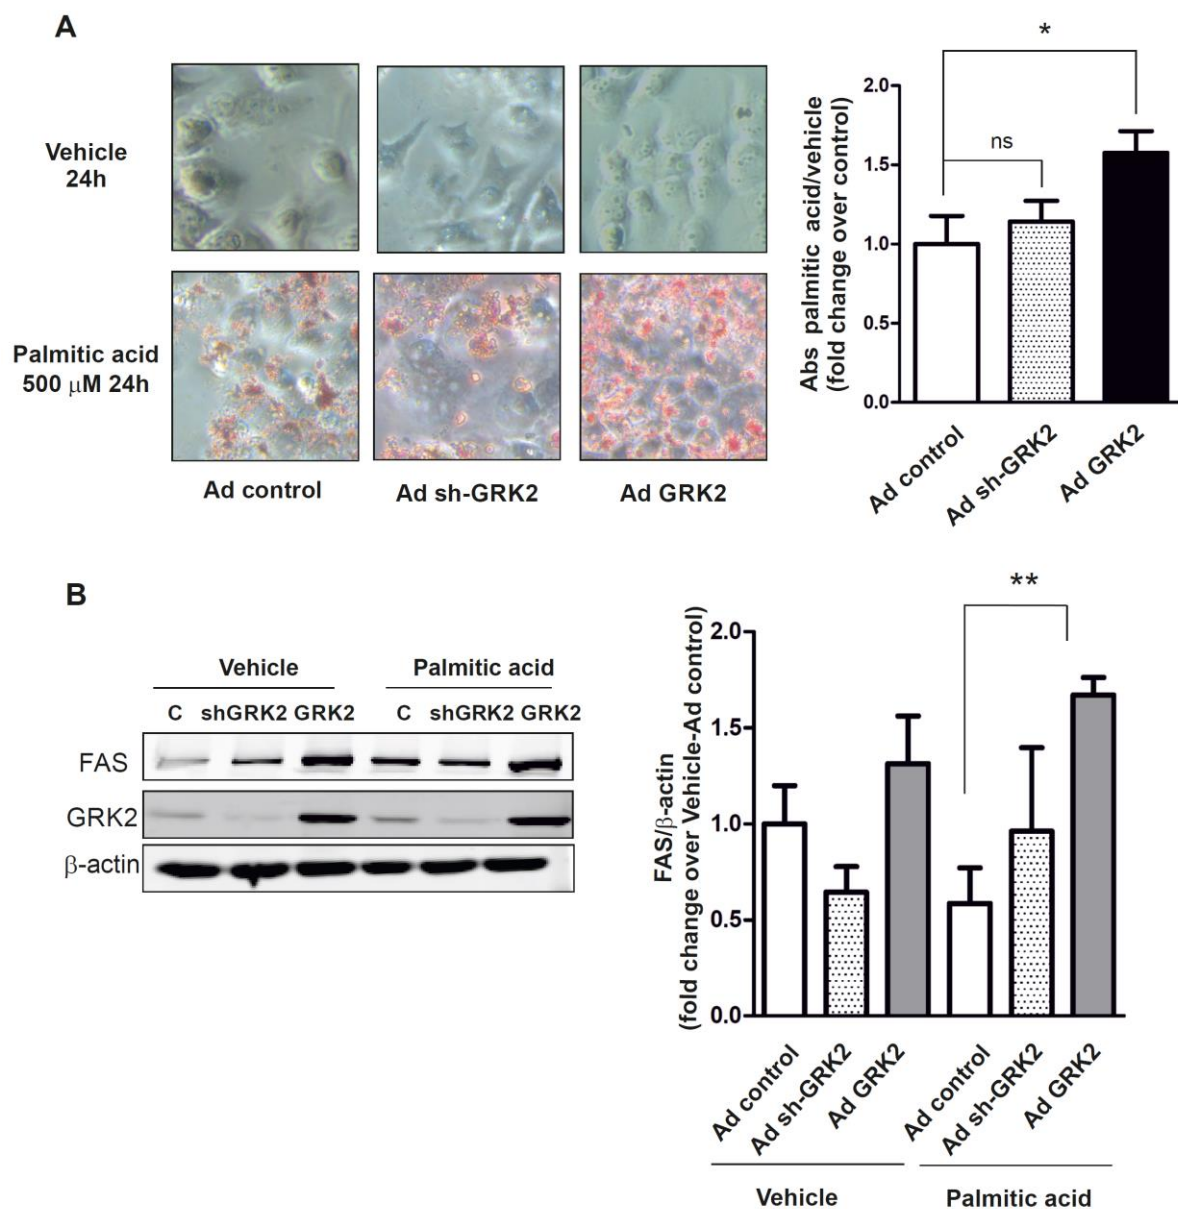 A
Vehicle
24h
Palmitic acid
500 μM 24h
Ad control
Ad sh-GRK2
Ad GRK2
*
ns
Abs palmitic acid/vehicle
(fold change over control)
2.0
1.5
1.0
0.5
0.0
Ad control
Ad sh-GRK2
Ad GRK2
B
Vehicle
Palmitic acid
C shGRK2 GRK2 C shGRK2 GRK2
FAS
GRK2
β-actin
**
FAS/β-actin
(fold change over Vehicle-Ad control)
2.0
1.5
1.0
0.5
0.0
Ad control
Ad sh-GRK2
Ad GRK2
Ad control
Ad sh-GRK2
Ad GRK2
Vehicle
Palmitic acid